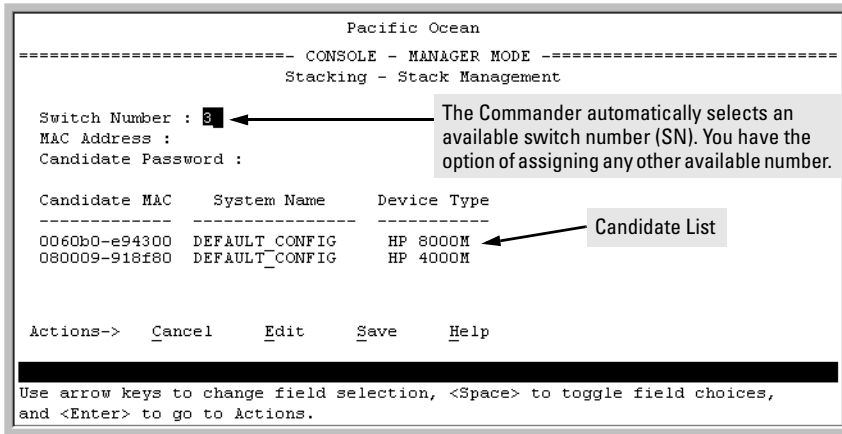 Pacific Ocean
==========================- CONSOLE - MANAGER MODE -============================
Stacking - Stack Management
Switch Number : 3
The Commander automatically selects an
available switch number (SN). You have the
option of assigning any other available number.
MAC Address :
Candidate Password :
Candidate MAC System Name Device Type
------------- ---------------- -----------
0060b0-e94300 DEFAULT_CONFIG HP 8000M
080009-918f80 DEFAULT_CONFIG HP 4000M
Candidate List
Actions-> Cancel Edit Save Help
Use arrow keys to change field selection, <Space> to toggle field choices,
and <Enter> to go to Actions.